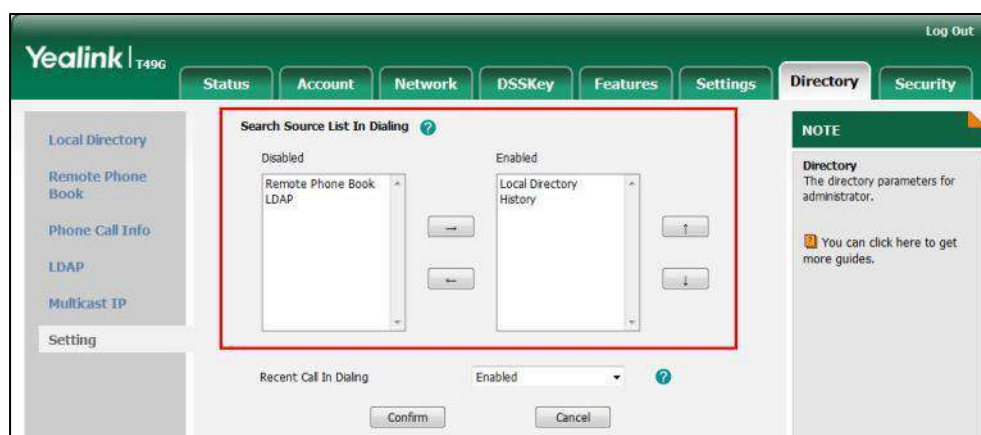 Log Out
Yealink | T49G
Status Account Network DSSKey Features Settings Directory Security
Local Directory
Remote Phone
Book
Phone Call Info
LDAP
Multicast IP
Setting
Search Source List In Dialing ?
Disabled
Remote Phone Book
LDAP
→
←
Enabled
Local Directory
History
↑
↓
Recent Call In Dialing Enabled ?
Confirm Cancel
NOTE
Directory
The directory parameters for
administrator.
? You can click here to get
more guides.